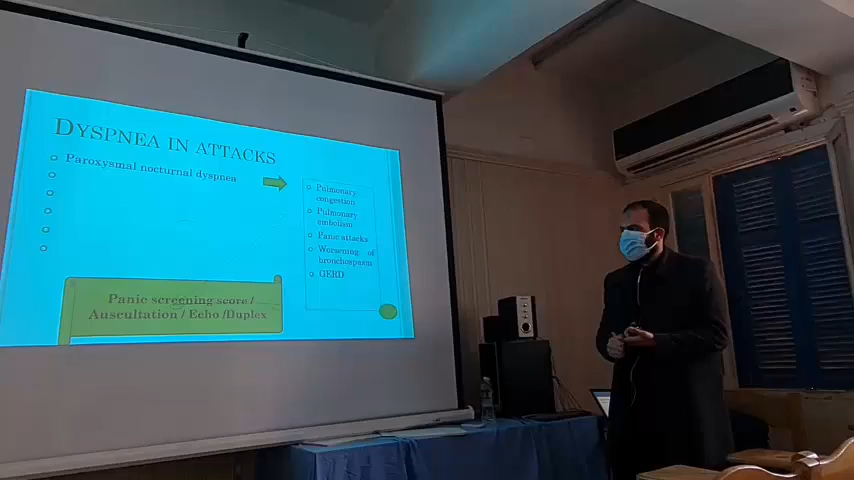 DYSPNEA IN ATTACKS
Paroxysmal nocturnal dyspnea
Pulmonary
congestion
Pulmonary
embolism
Panic attacks
Worsening of
bronchospasm
GERD
Panic screening score /
Auscultation / Echo /Duplex